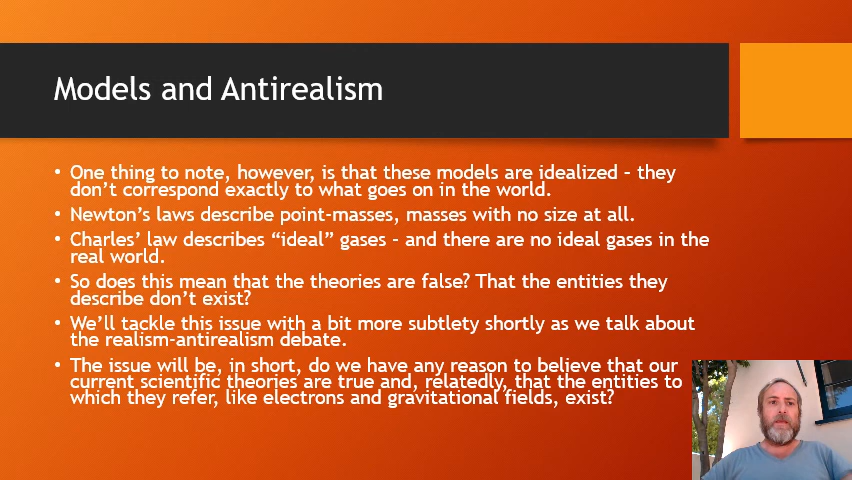 Models and Antirealism
• One thing to note, however, is that these models are idealized – they
don't correspond exactly to what goes on in the world.
• Newton's laws describe point-masses, masses with no size at all.
• Charles' law describes “ideal” gases – and there are no ideal gases in the
real world.
• So does this mean that the theories are false? That the entities they
describe don't exist?
• We'll tackle this issue with a bit more subtlety shortly as we talk about
the realism-antirealism debate.
• The issue will be, in short, do we have any reason to believe that our
current scientific theories are true and, relatedly, that the entities to
which they refer, like electrons and gravitational fields, exist?